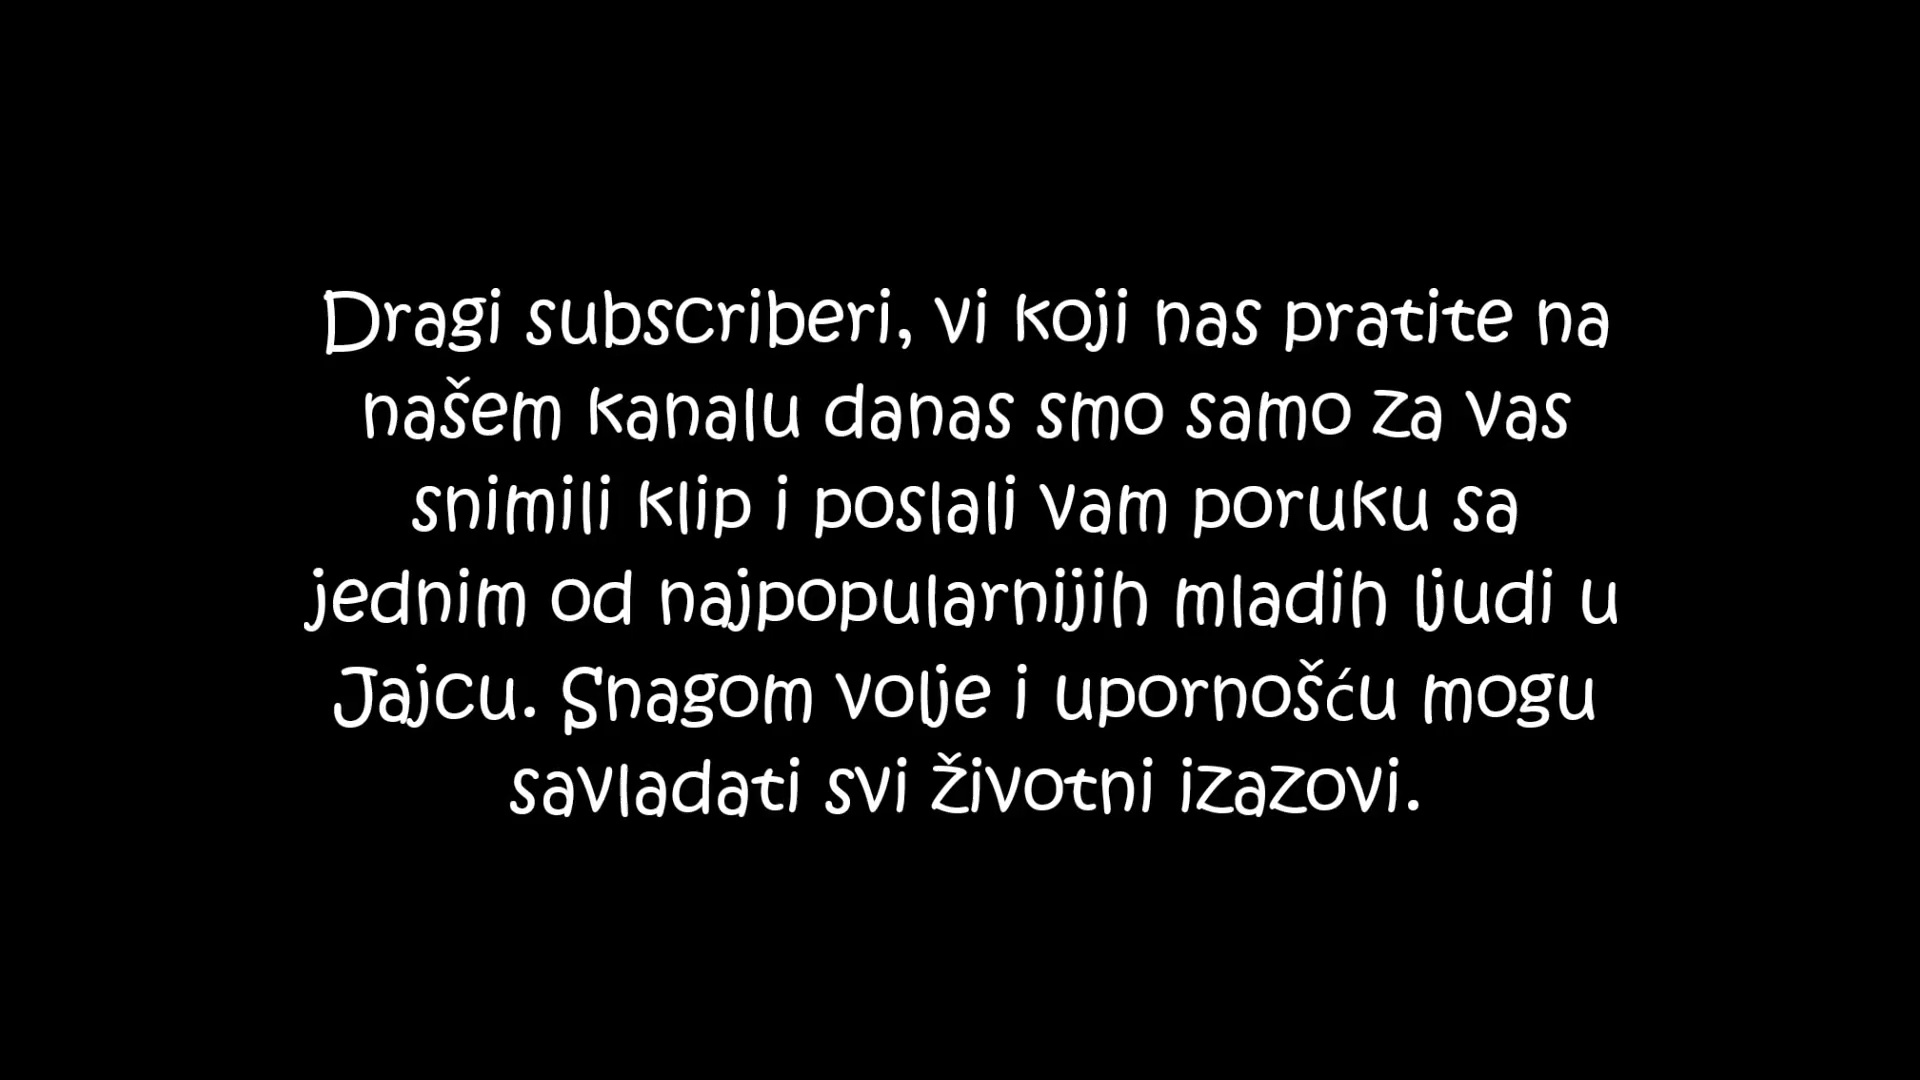 Dragi subscriberi, vi koji nas pratite na
našem kanalu danas smo samo za vas
snimili klip i poslali vam poruku sa
jednim od najpopularnijih mladih ljudi u
Jajcu. Snagom volje i upornošću mogu
savladati svi životni izazovi.